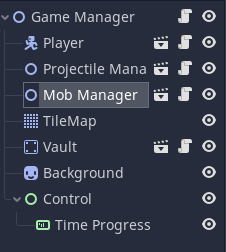 Game Manager
Player
Projectile Mana
Mob Manager
TileMap
Vault
Background
Control
Time Progress